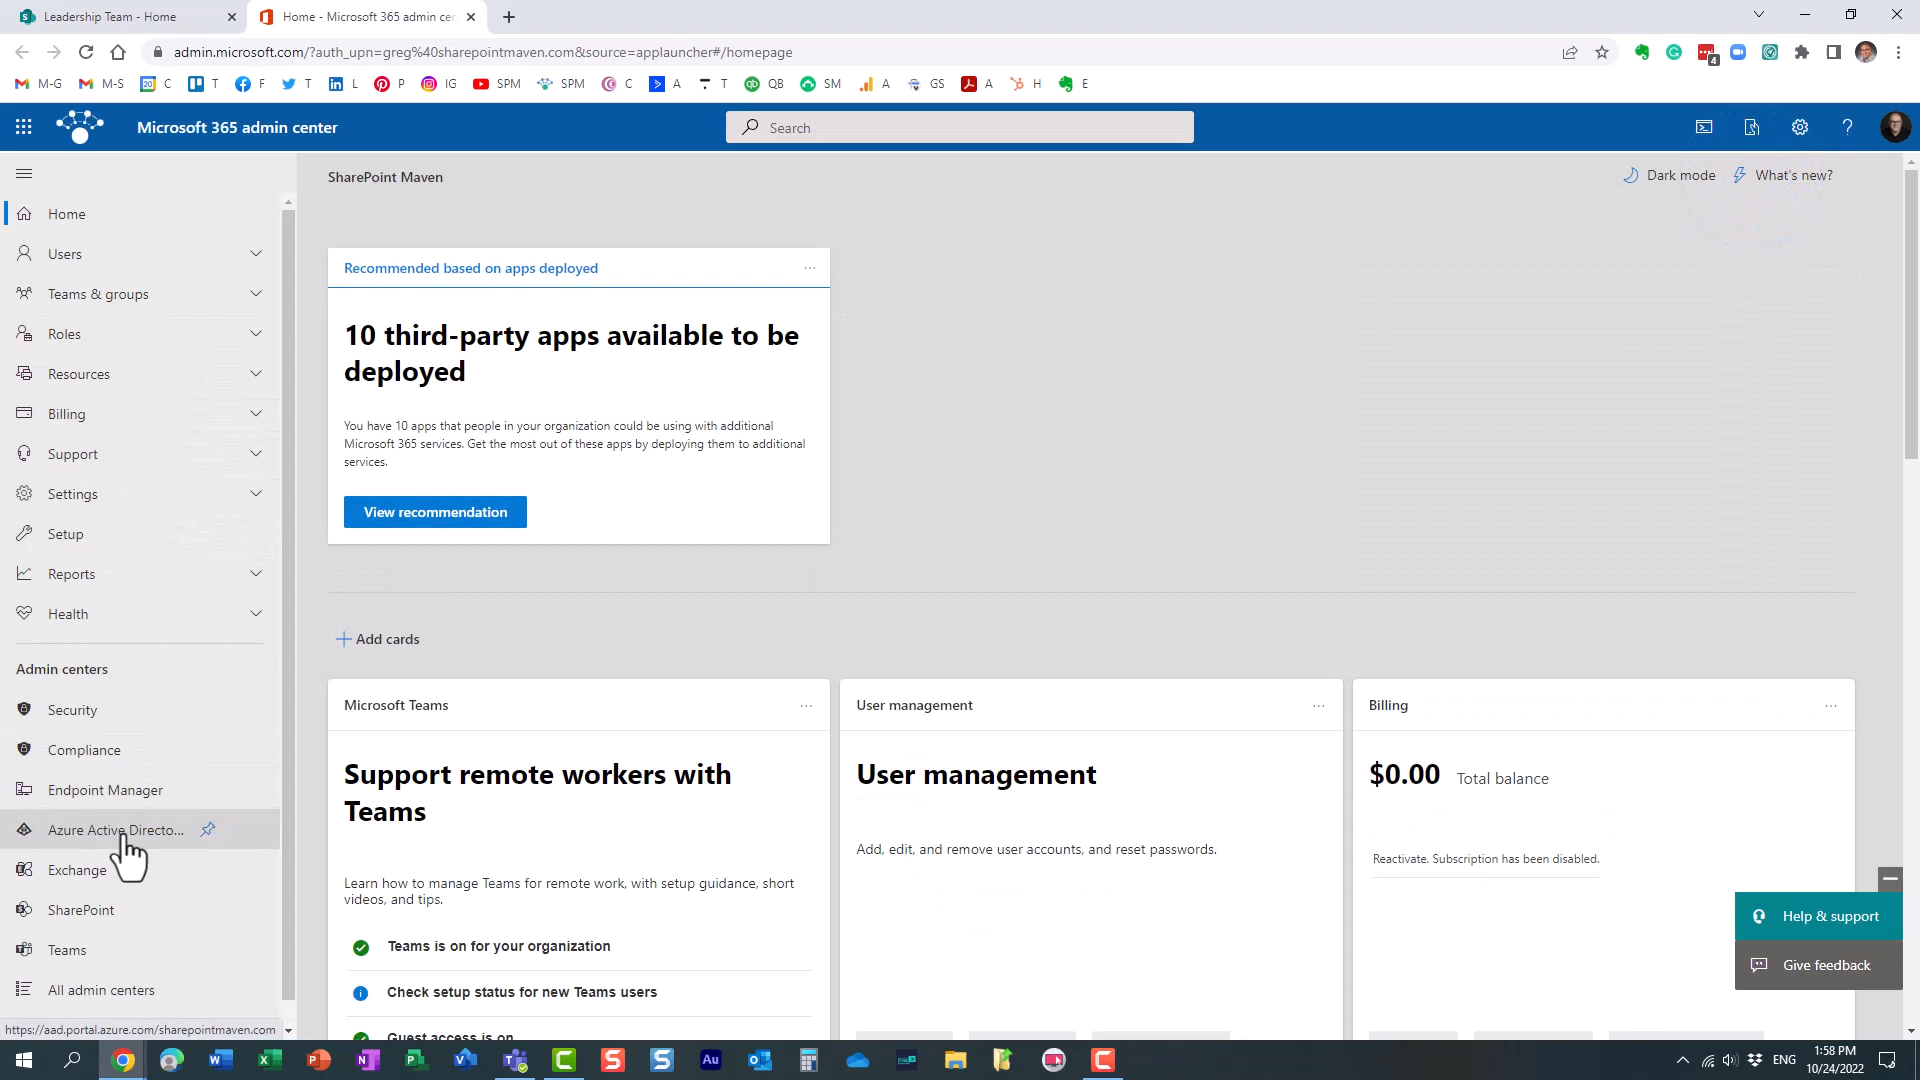 Leadership Team - Home
Home - Microsoft 365 admin cer
admin.microsoft.com/?auth_upn=greg%40sharepointmaven.com&source=applauncher#/homepage
4
M-G M-S 20 C T F T L P IG SPM SPM C A T QB SM A GS A H E
Microsoft 365 admin center
Search
SharePoint Maven
Dark mode
What's new?
Home
Users
Teams & groups
Roles
Resources
Billing
Support
Settings
Setup
Reports
Health
Admin centers
Security
Compliance
Endpoint Manager
Azure Active Directo...
Exchange
SharePoint
Teams
All admin centers
https://aad.portal.azure.com/sharepointmaven.com
Recommended based on apps deployed
10 third-party apps available to be
deployed
You have 10 apps that people in your organization could be using with additional
Microsoft 365 services. Get the most out of these apps by deploying them to additional
services.
View recommendation
Add cards
Microsoft Teams
Support remote workers with
Teams
Learn how to manage Teams for remote work, with setup guidance, short
videos, and tips.
Teams is on for your organization
Check setup status for new Teams users
Guest access is on
User management
User management
Add, edit, and remove user accounts, and reset passwords.
Billing
$0.00 Total balance
Reactivate. Subscription has been disabled.
Help & support
Give feedback
ENG
1:58 PM
10/24/2022